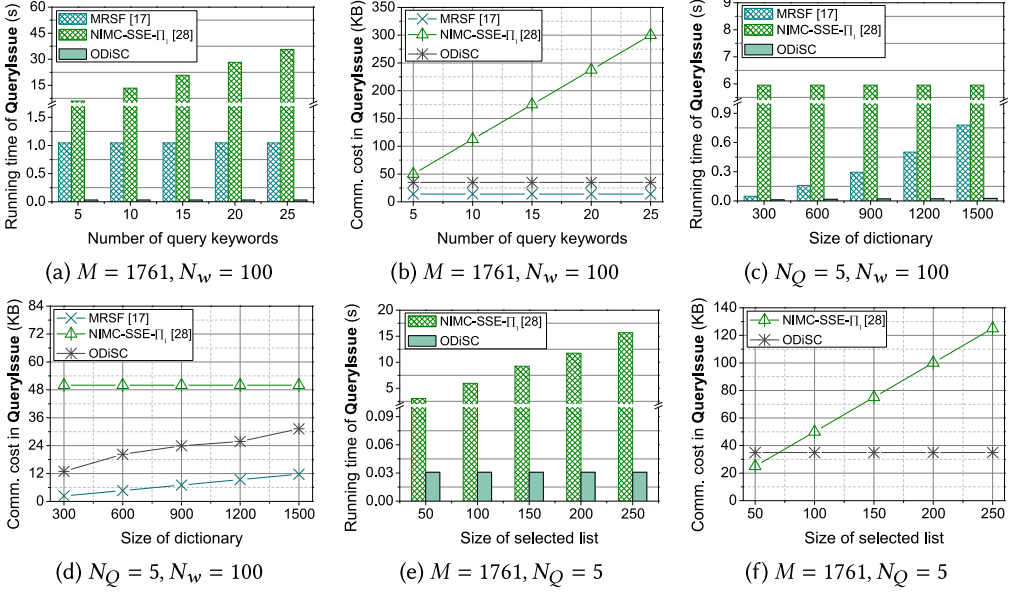 Running time of QueryIssue (s)
60
45
30
15
1.5
1.2
0.9
0.6
0.3
0.0
MRSF [17]
NIMC-SSE-Π₁ [28]
ODiSC
5 10 15 20 25
Number of query keywords
(a) M = 1761, N_w = 100
Comm. cost in QueryIssue (KB)
350
300
250
200
150
100
50
0
MRSF [17]
NIMC-SSE-Π₁ [28]
ODiSC
5 10 15 20 25
Number of query keywords
(b) M = 1761, N_w = 100
Running time of QueryIssue (s)
9
8
7
6
0.9
0.6
0.3
0.0
MRSF [17]
NIMC-SSE-Π₁ [28]
ODiSC
300 600 900 1200 1500
Size of dictionary
(c) N_Q = 5, N_w = 100
Comm. cost in QueryIssue (KB)
84
72
60
48
36
24
12
0
MRSF [17]
NIMC-SSE-Π₁ [28]
ODiSC
300 600 900 1200 1500
Size of dictionary
(d) N_Q = 5, N_w = 100
Running time of QueryIssue (s)
20
15
10
5
0.09
0.06
0.03
0.00
NIMC-SSE-Π₁ [28]
ODiSC
50 100 150 200 250
Size of selected list
(e) M = 1761, N_Q = 5
Comm. cost in QueryIssue (KB)
140
120
100
80
60
40
20
0
NIMC-SSE-Π₁ [28]
ODiSC
50 100 150 200 250
Size of selected list
(f) M = 1761, N_Q = 5